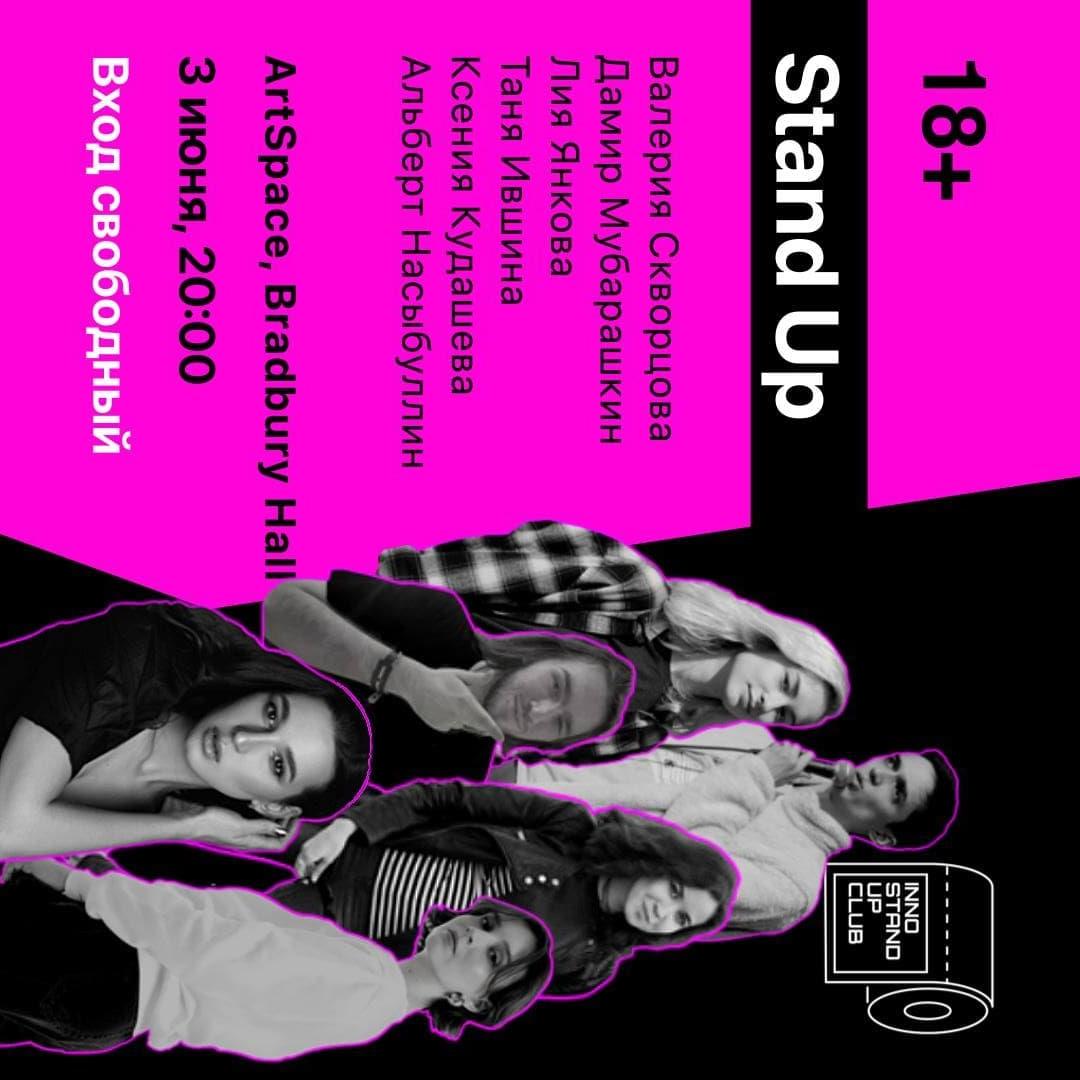 18+
Stand Up
Валерия Скворцова
Дамир Мубарашкин
Лия Янкова
Таня Ившина
Ксения Кудашева
Альберт Насыбуллин
ArtSpace, Bradbury Hall
3 июня, 20:00
Вход свободный
INNO
STAND
UP
CLUB